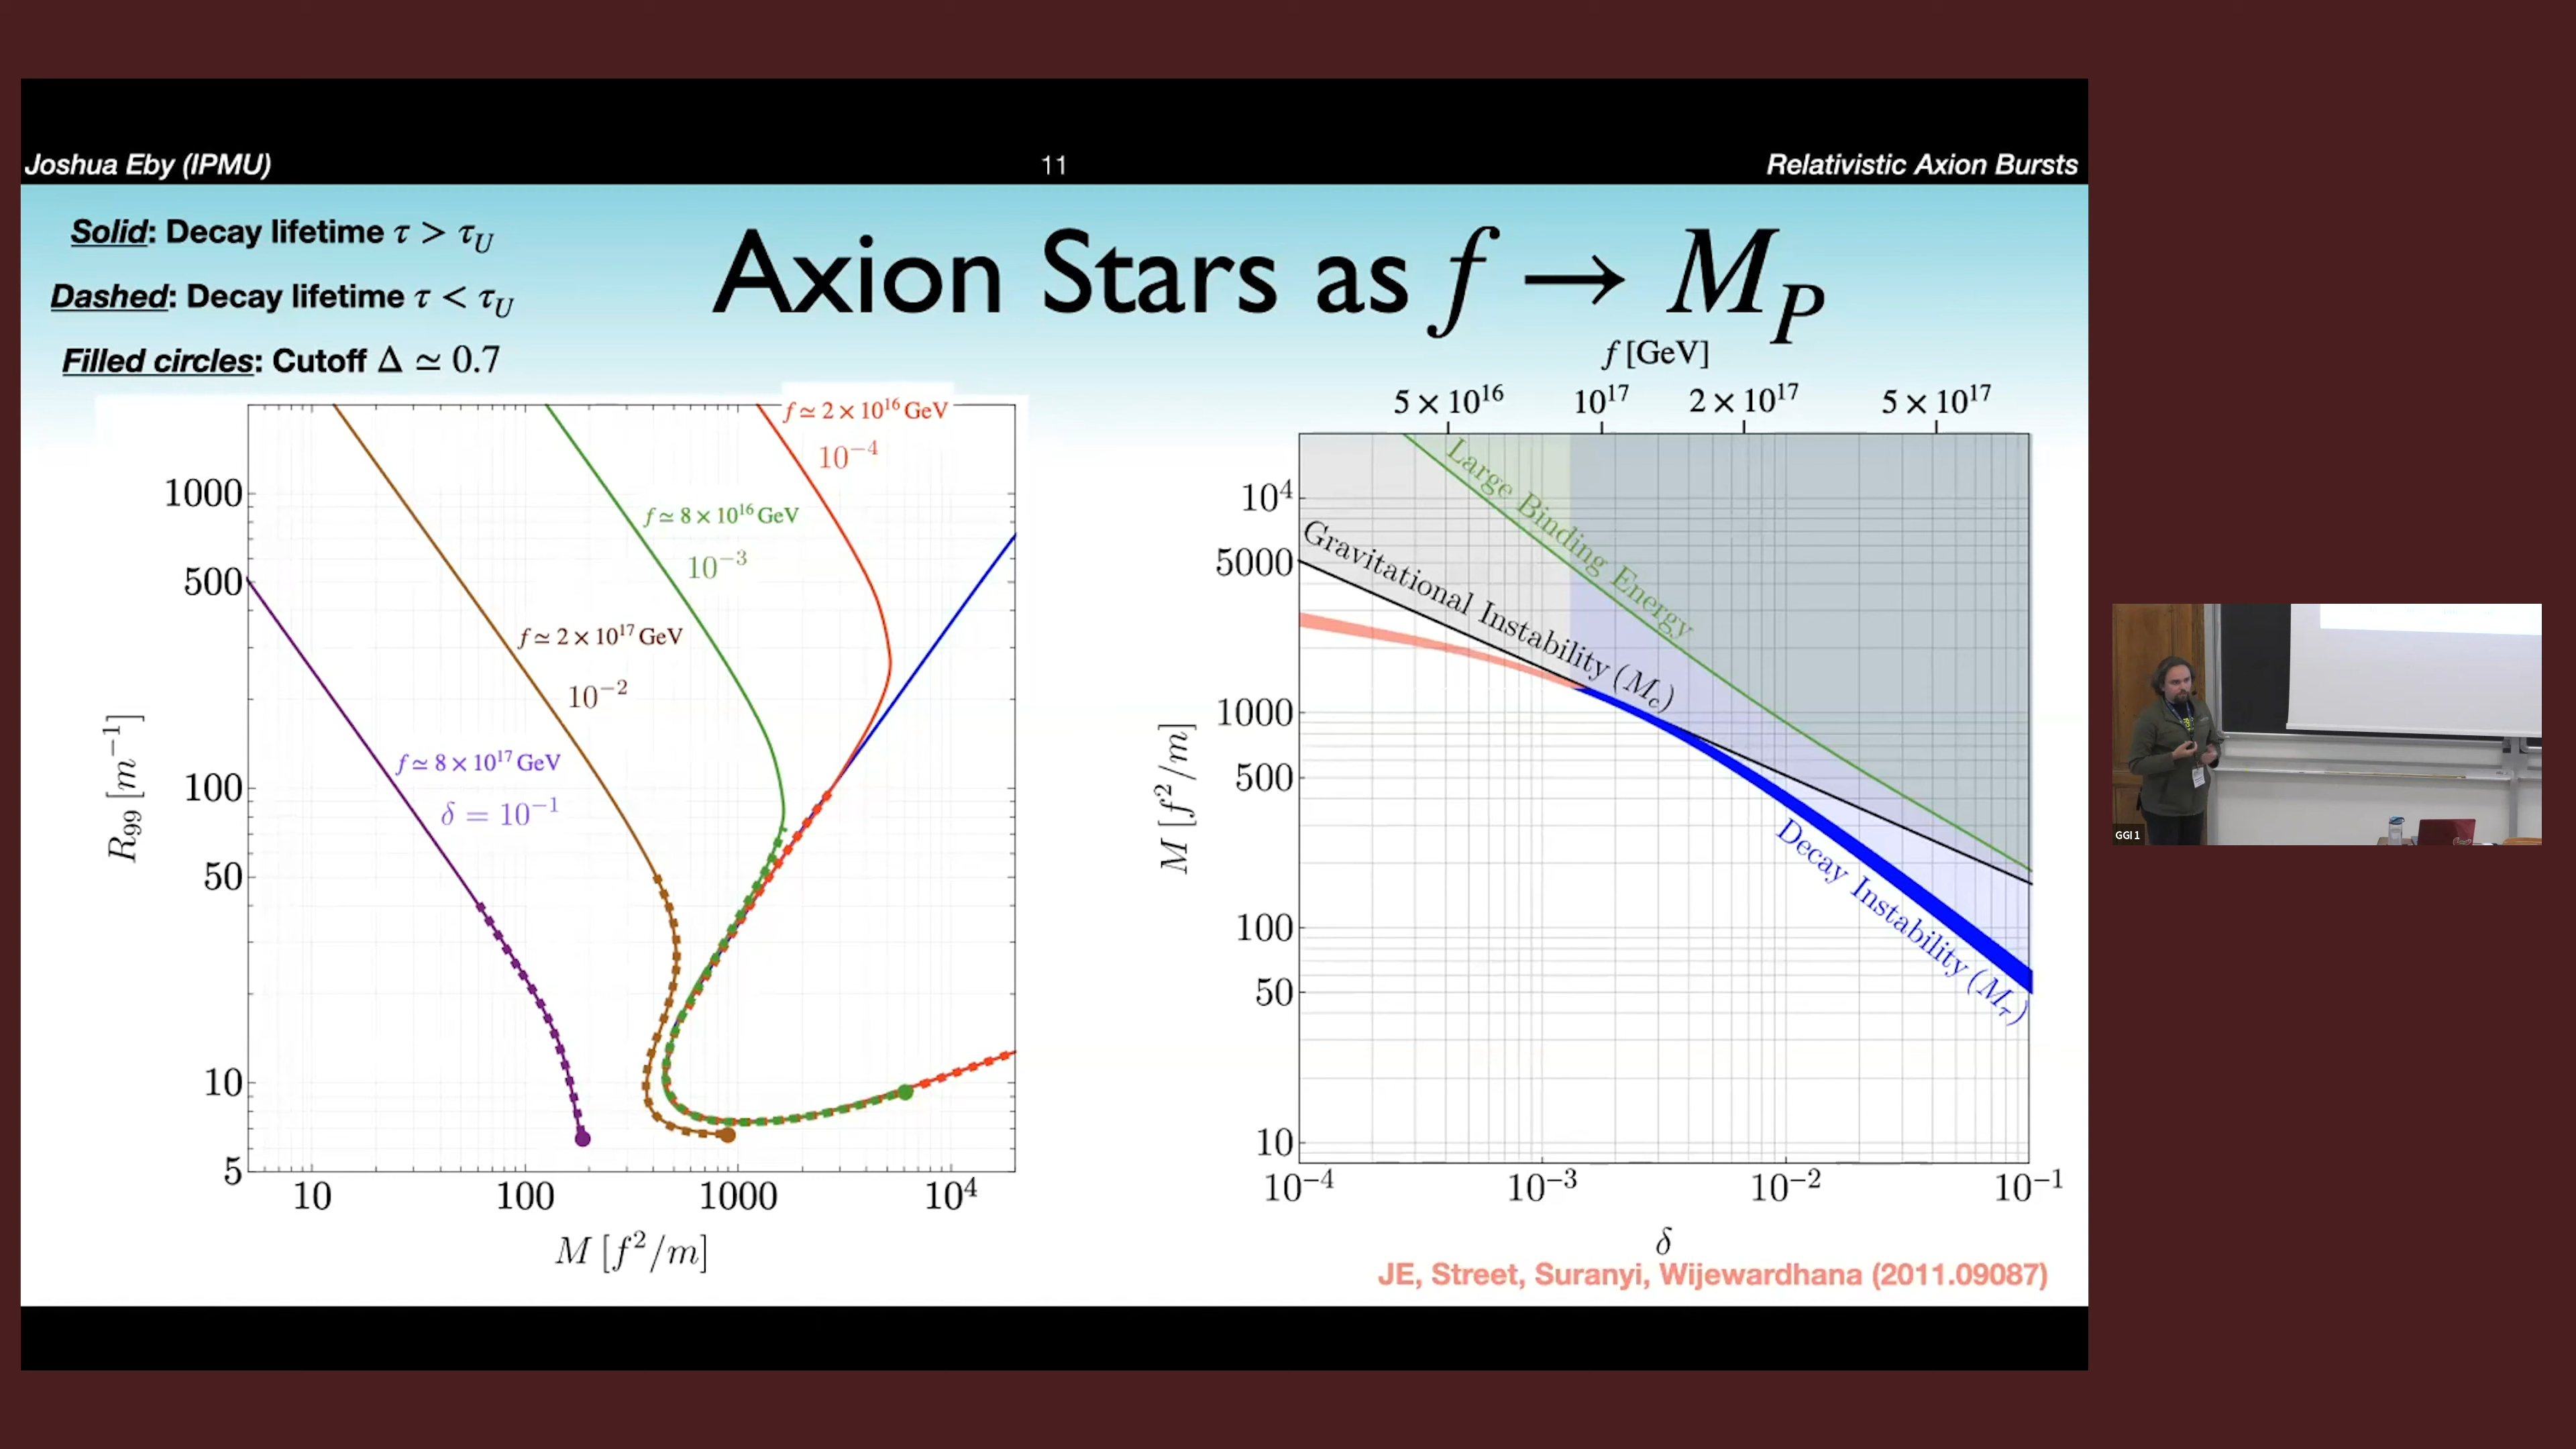 Joshua Eby (IPMU)
11
Relativistic Axion Bursts
Solid: Decay lifetime τ > τ_U
Dashed: Decay lifetime τ < τ_U
Filled circles: Cutoff Δ ≃ 0.7
Axion Stars as f → M_P
f ≃ 2 × 10^16 GeV
10^−4
f ≃ 8 × 10^16 GeV
10^−3
f ≃ 2 × 10^17 GeV
10^−2
f ≃ 8 × 10^17 GeV
δ = 10^−1
R_99 [m^−1]
1000
500
100
50
10
5
10 100 1000 10^4
M [f^2/m]
f [GeV]
5 × 10^16 10^17 2 × 10^17 5 × 10^17
Large Binding Energy
Gravitational Instability (M_c)
Decay Instability (M_τ)
M [f^2/m]
10^4
5000
1000
500
100
50
10
10^−4 10^−3 10^−2 10^−1
δ
JE, Street, Suranyi, Wijewardhana (2011.09087)
GGI 1